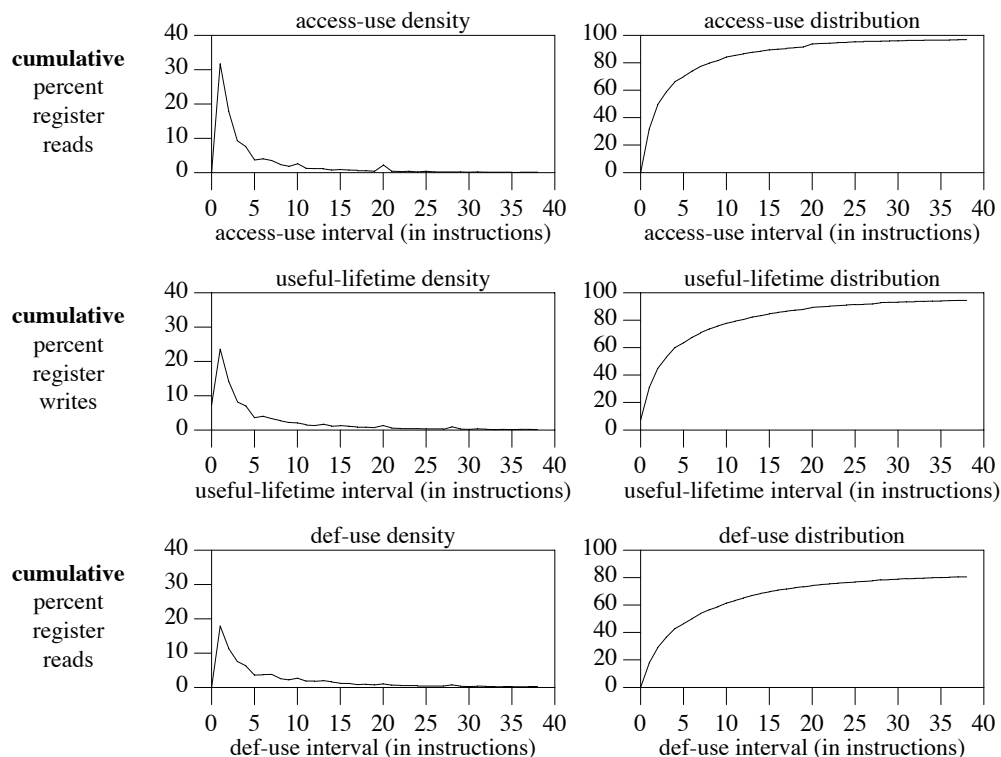 access-use density
cumulative
percent
register
reads
40
30
20
10
0
0 5 10 15 20 25 30 35 40
access-use interval (in instructions)
access-use distribution
100
80
60
40
20
0
0 5 10 15 20 25 30 35 40
access-use interval (in instructions)
useful-lifetime density
cumulative
percent
register
writes
40
30
20
10
0
0 5 10 15 20 25 30 35 40
useful-lifetime interval (in instructions)
useful-lifetime distribution
100
80
60
40
20
0
0 5 10 15 20 25 30 35 40
useful-lifetime interval (in instructions)
def-use density
cumulative
percent
register
reads
40
30
20
10
0
0 5 10 15 20 25 30 35 40
def-use interval (in instructions)
def-use distribution
100
80
60
40
20
0
0 5 10 15 20 25 30 35 40
def-use interval (in instructions)